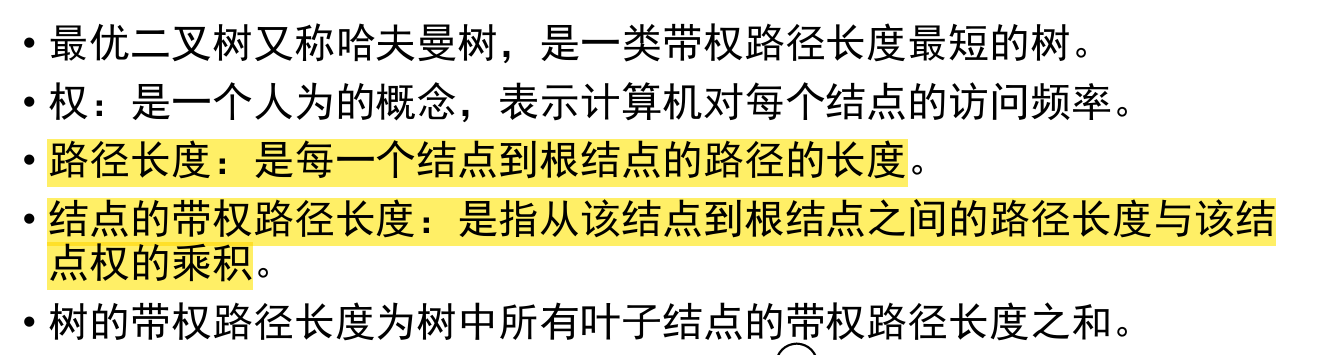 • 最优二叉树又称哈夫曼树，是一类带权路径长度最短的树。
• 权：是一个人为的概念，表示计算机对每个结点的访问频率。
• 路径长度：是每一个结点到根结点的路径的长度。
• 结点的带权路径长度：是指从该结点到根结点之间的路径长度与该结
点权的乘积。
• 树的带权路径长度为树中所有叶子结点的带权路径长度之和。